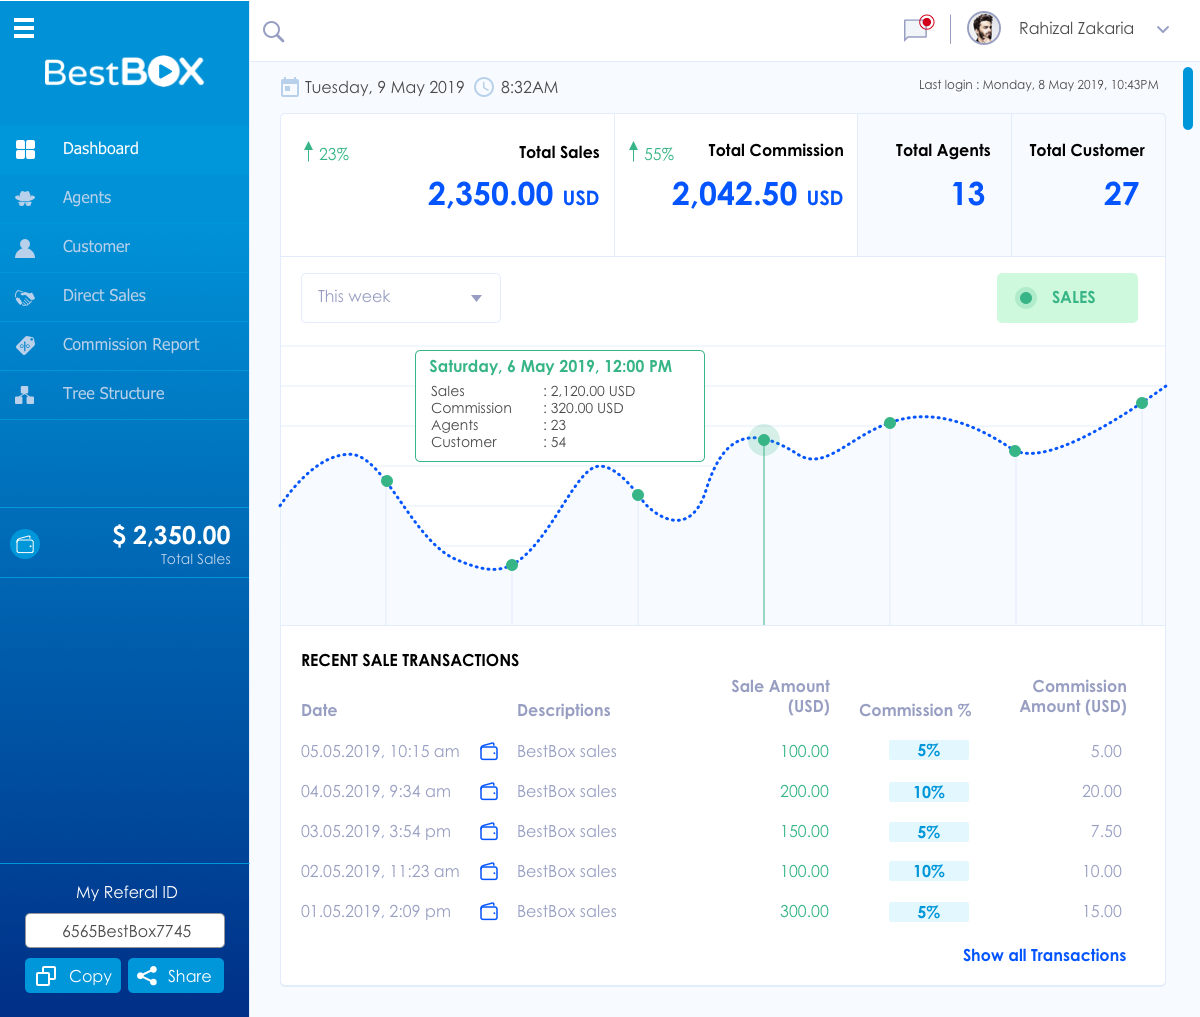 BestBOX
Dashboard
Agents
Customer
Direct Sales
Commission Report
Tree Structure
$ 2,350.00
Total Sales
My Referal ID
6565BestBox7745
Copy
Share
Rahizal Zakaria
Tuesday, 9 May 2019 8:32AM
Last login : Monday, 8 May 2019, 10:43PM
23%
Total Sales
2,350.00 USD
55%
Total Commission
2,042.50 USD
Total Agents
13
Total Customer
27
This week
SALES
Saturday, 6 May 2019, 12:00 PM
Sales : 2,120.00 USD
Commission : 320.00 USD
Agents : 23
Customer : 54
RECENT SALE TRANSACTIONS
Date Descriptions Sale Amount (USD) Commission % Commission Amount (USD)
05.05.2019, 10:15 am BestBox sales 100.00 5% 5.00
04.05.2019, 9:34 am BestBox sales 200.00 10% 20.00
03.05.2019, 3:54 pm BestBox sales 150.00 5% 7.50
02.05.2019, 11:23 am BestBox sales 100.00 10% 10.00
01.05.2019, 2:09 pm BestBox sales 300.00 5% 15.00
Show all Transactions